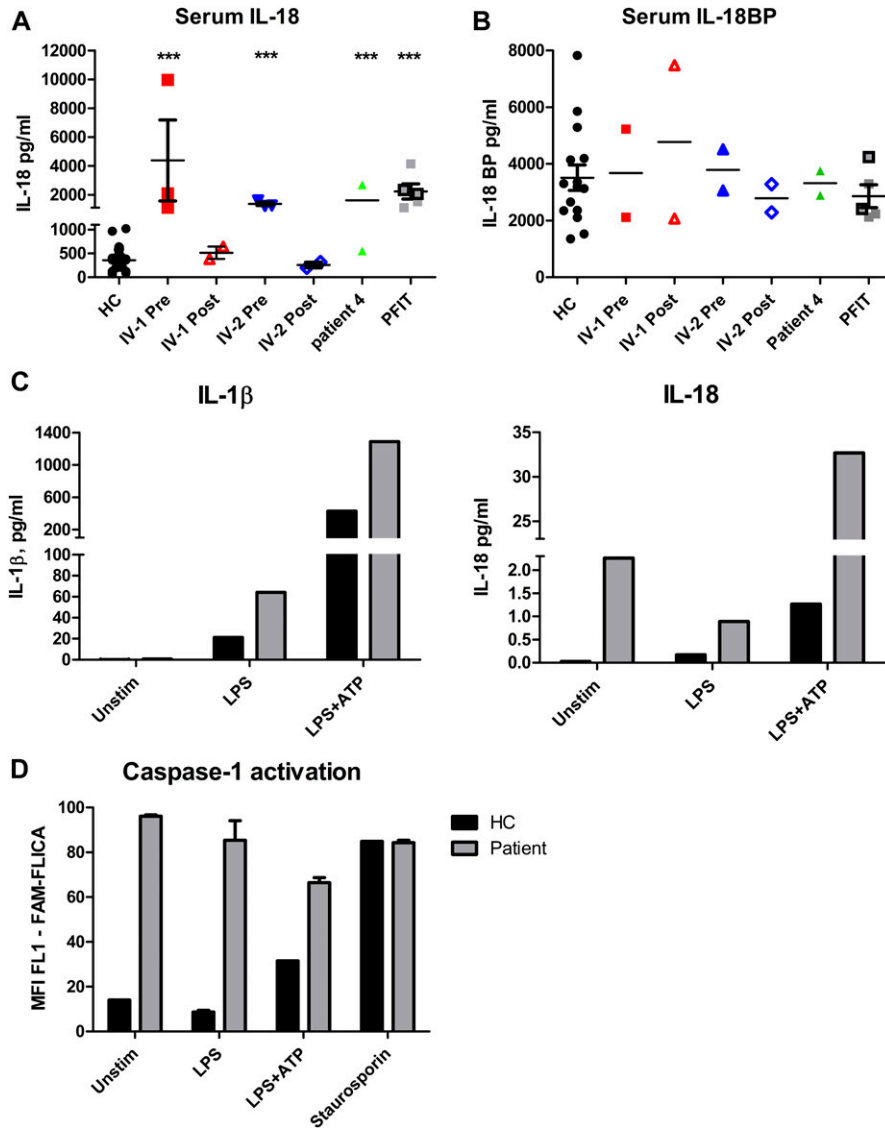 A
Serum IL-18
IL-18 pg/ml
12000
10000
8000
6000
4000
2000
1000
500
0
***
***
***
***
HC
IV-1 Pre
IV-1 Post
IV-2 Pre
IV-2 Post
patient 4
PFIT
B
Serum IL-18BP
IL-18 BP pg/ml
8000
6000
4000
2000
0
HC
IV-1 Pre
IV-1 Post
IV-2 Pre
IV-2 Post
Patient 4
PFIT
C
IL-1β
IL-1β, pg/ml
1400
1000
600
200
100
80
60
40
20
0
Unstim
LPS
LPS+ATP
IL-18
IL-18 pg/ml
35
30
25
2.0
1.5
1.0
0.5
0.0
Unstim
LPS
LPS+ATP
D
Caspase-1 activation
MFI FL1 - FAM-FLICA
100
80
60
40
20
0
Unstim
LPS
LPS+ATP
Staurosporin
HC
Patient